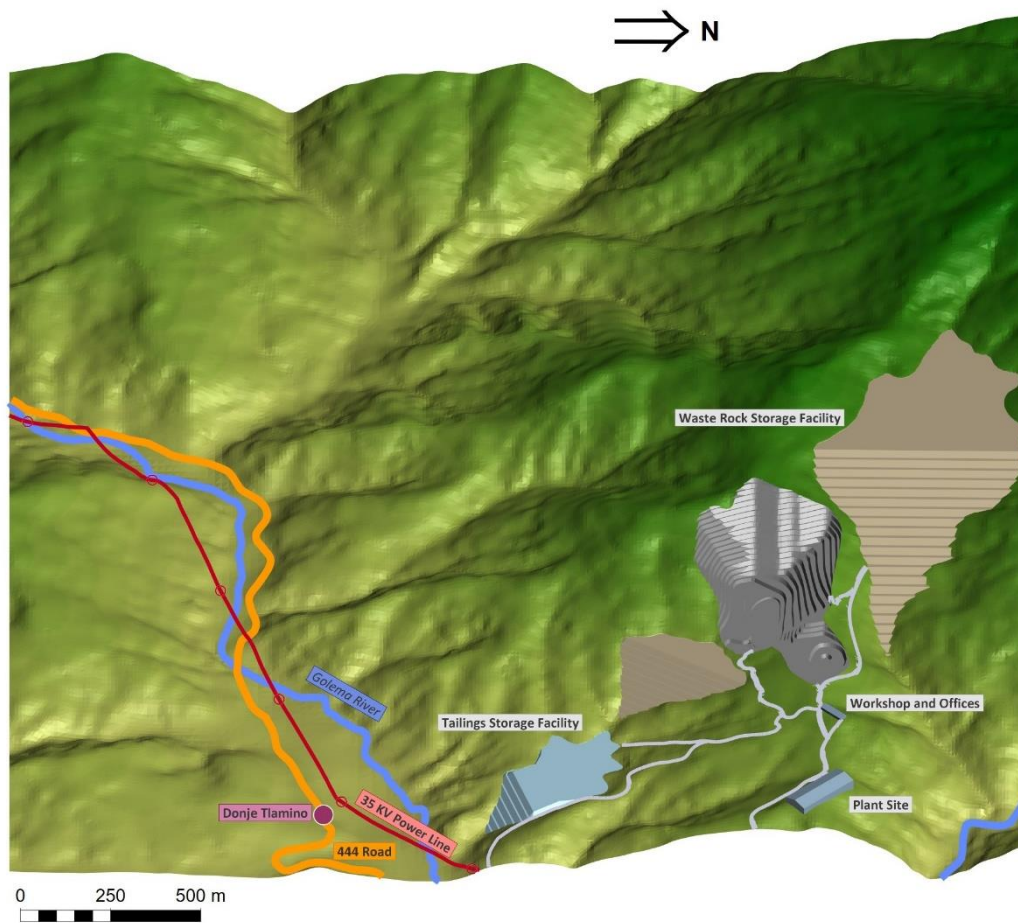 N
Waste Rock Storage Facility
Golema River
Workshop and Offices
Tailings Storage Facility
Plant Site
Donje Tlamino
35 KV Power Line
444 Road
0 250 500 m